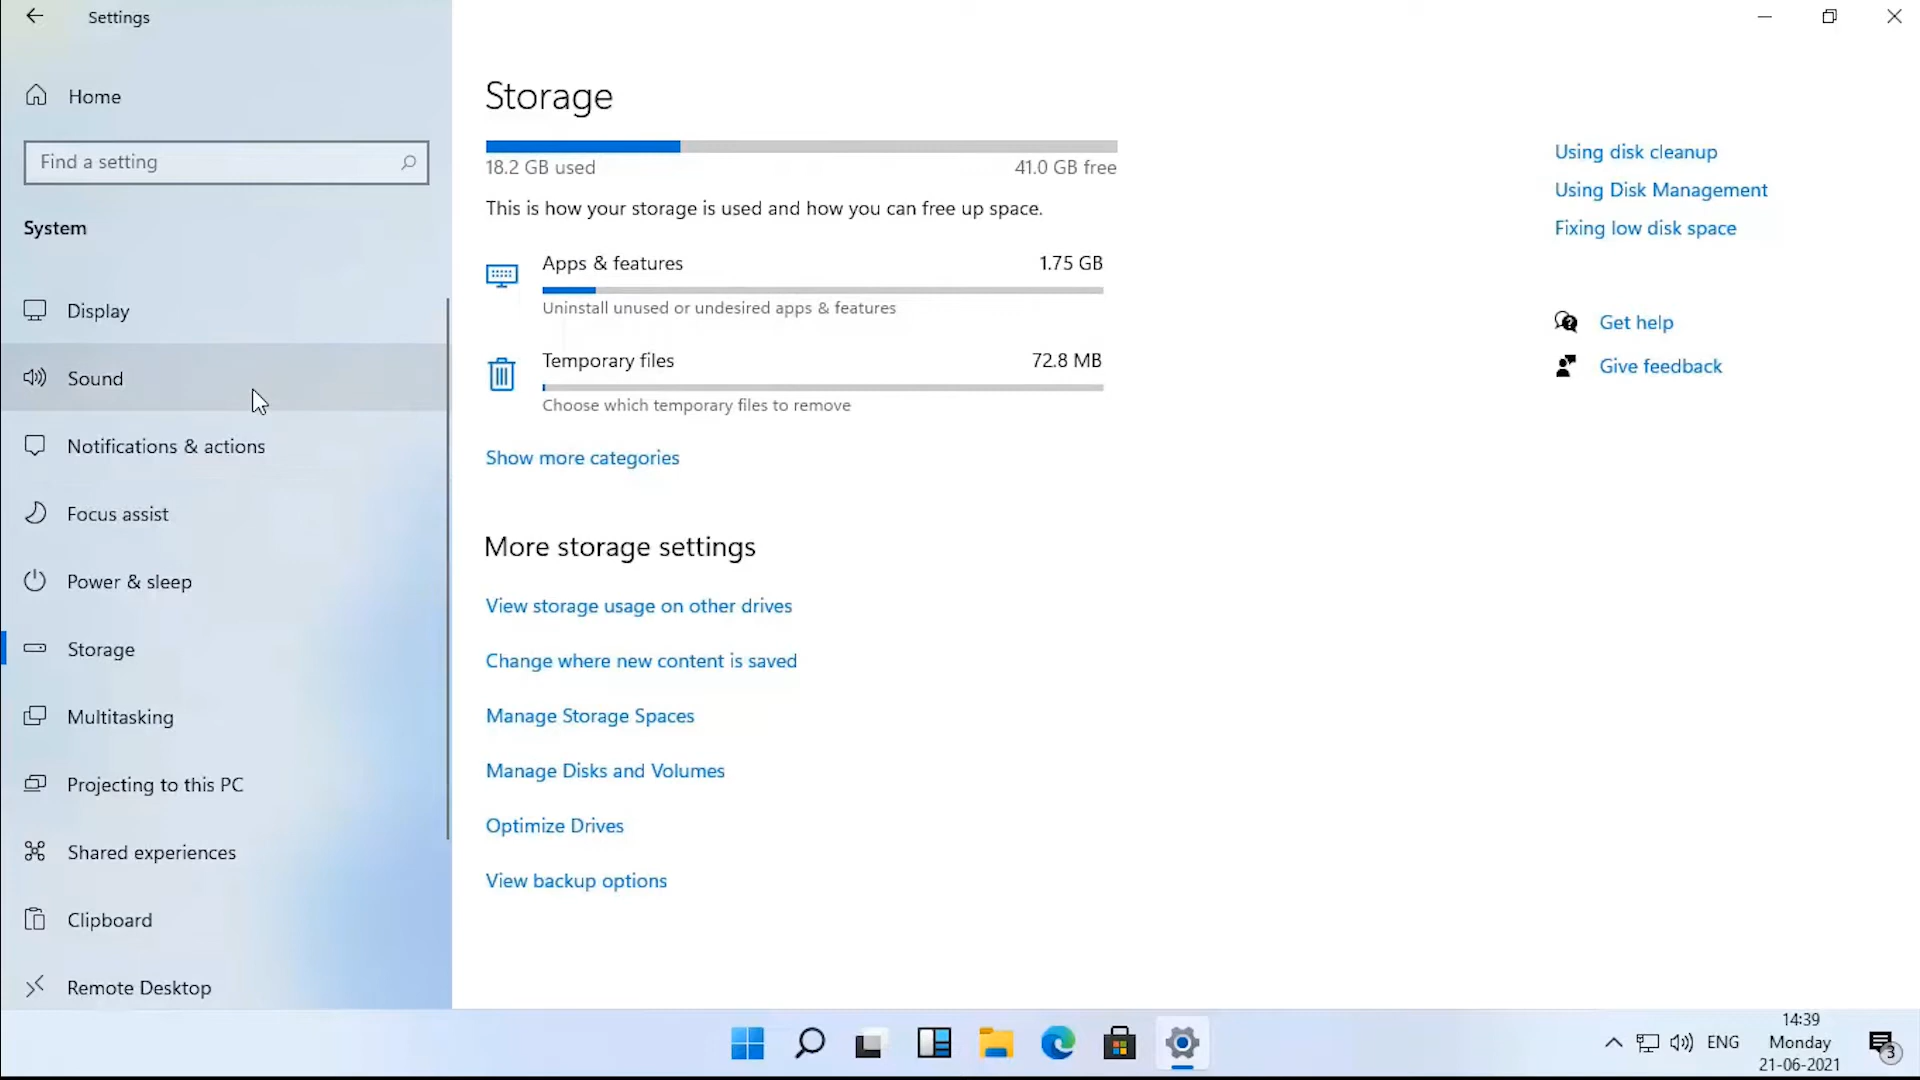 Settings
Home
Find a setting
System
Display
Sound
Notifications & actions
Focus assist
Power & sleep
Storage
Multitasking
Projecting to this PC
Shared experiences
Clipboard
Remote Desktop
Storage
18.2 GB used
41.0 GB free
This is how your storage is used and how you can free up space.
Apps & features
1.75 GB
Uninstall unused or undesired apps & features
Temporary files
72.8 MB
Choose which temporary files to remove
Show more categories
More storage settings
View storage usage on other drives
Change where new content is saved
Manage Storage Spaces
Manage Disks and Volumes
Optimize Drives
View backup options
Using disk cleanup
Using Disk Management
Fixing low disk space
Get help
Give feedback
ENG
14:39
Monday
21-06-2021
3